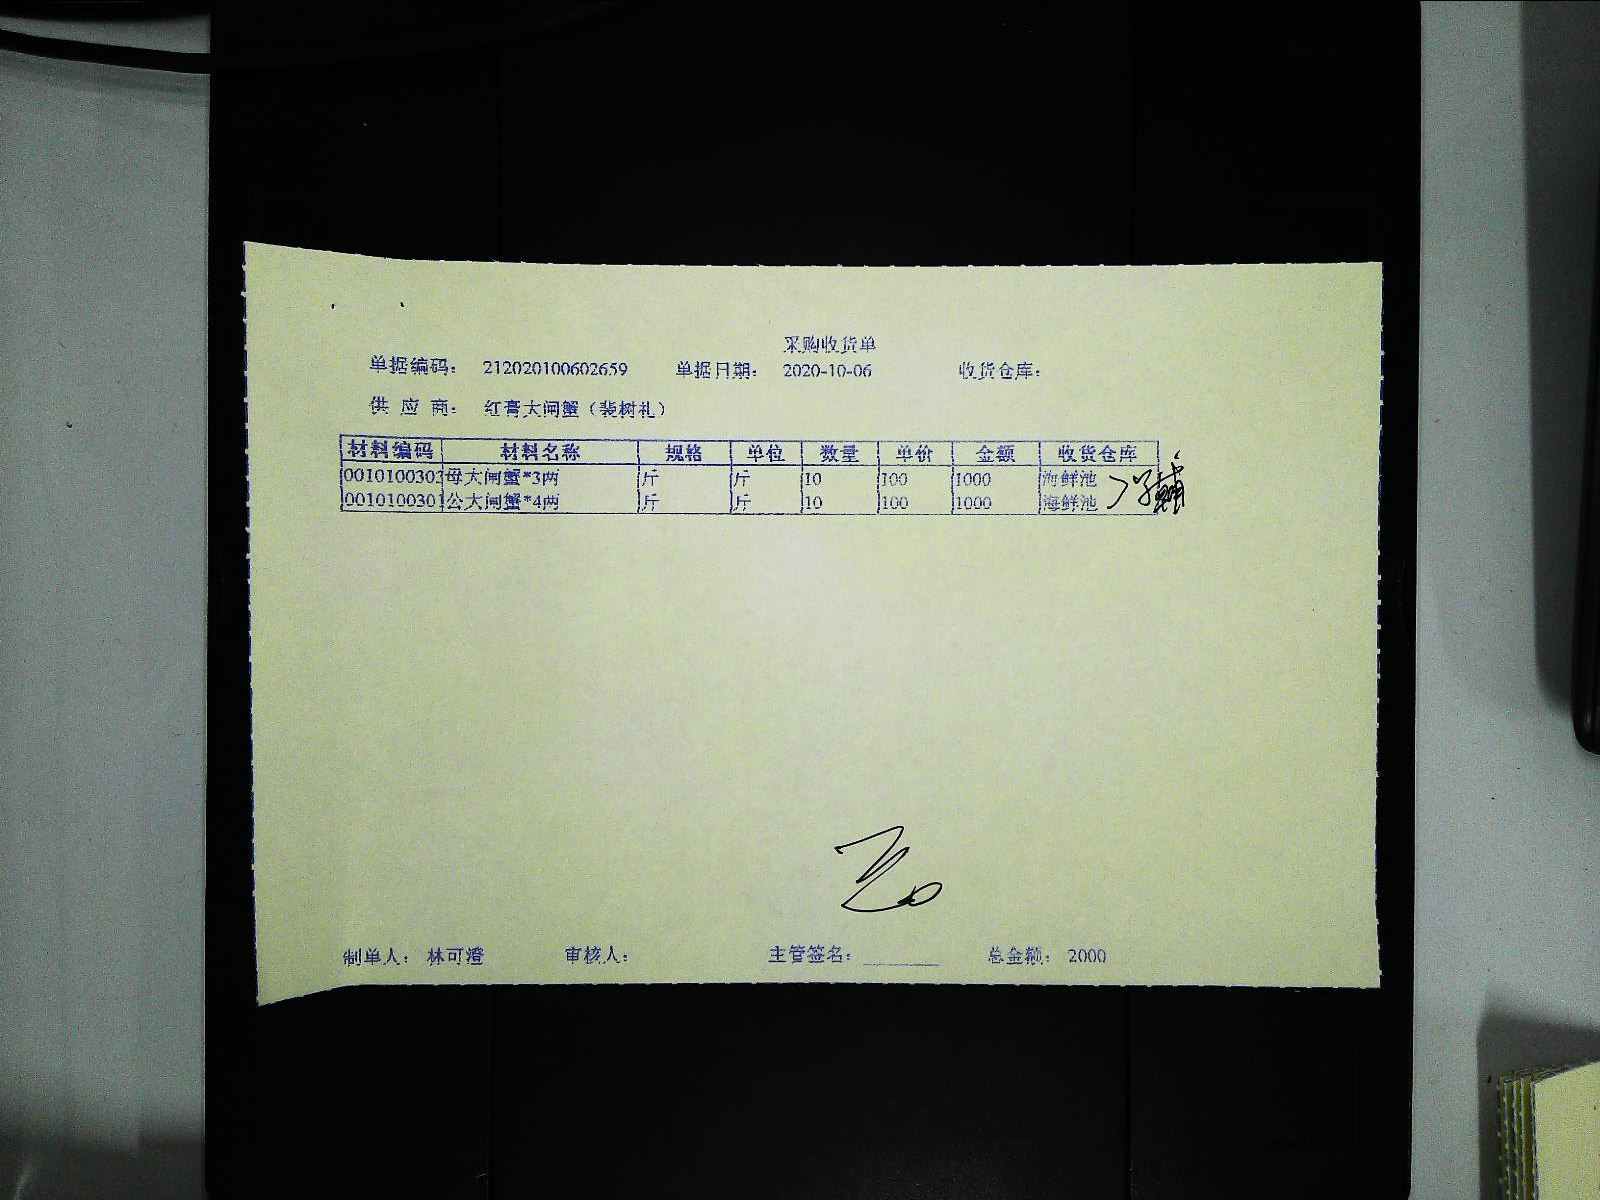 采购收货单
单据编码： 212020100602659 单据日期： 2020-10-06 收货仓库：
供 应 商： 红膏大闸蟹（裴树礼）
材料编码 材料名称 规格 单位 数量 单价 金额 收货仓库
0010100303 母大闸蟹*3两 斤 斤 10 100 1000 海鲜池
0010100301 公大闸蟹*4两 斤 斤 10 100 1000 海鲜池
制单人： 林可澄 审核人： 主管签名： ________ 总金额： 2000